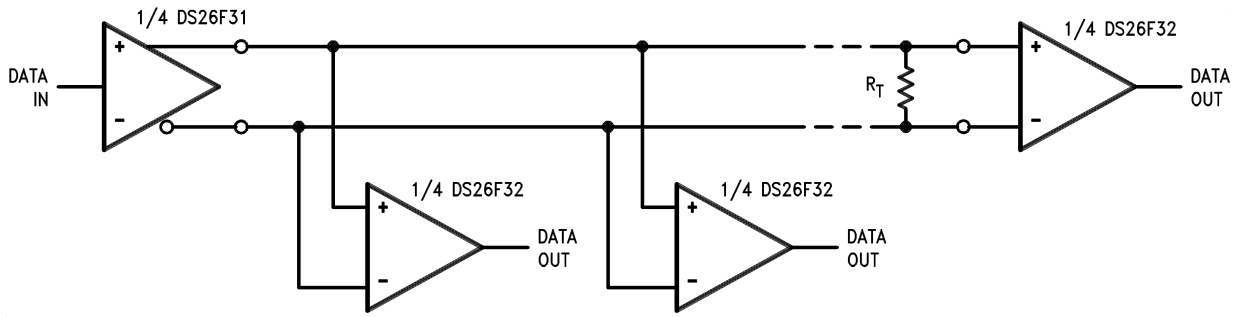 1/4 DS26F31
1/4 DS26F32
+
-
DATA
IN
R_T
+
-
DATA
OUT
1/4 DS26F32
1/4 DS26F32
+
-
DATA
OUT
+
-
DATA
OUT